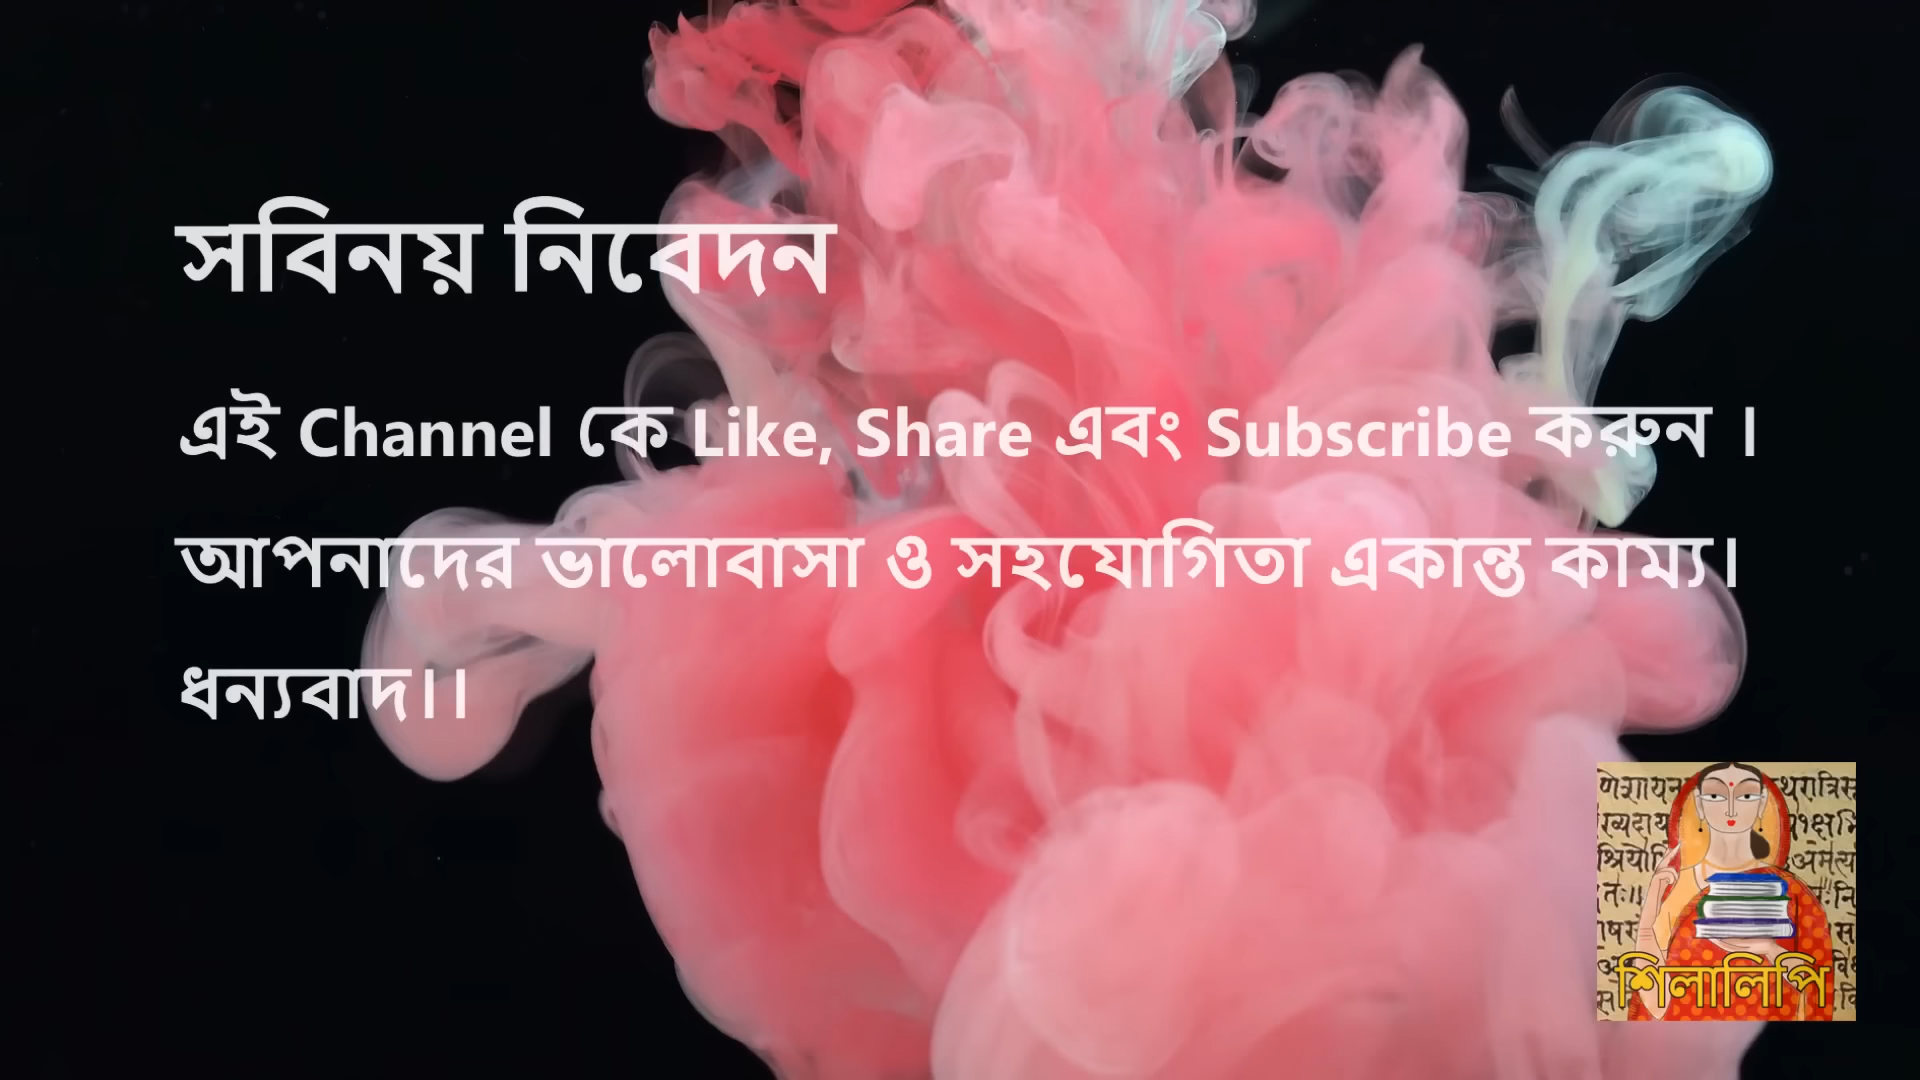 সবিনয় নিবেদন
এই Channel কে Like, Share এবং Subscribe করুন ।
আপনাদের ভালোবাসা ও সহযোগিতা একান্ত কাম্য।
ধন্যবাদ।।
শিলালিপি